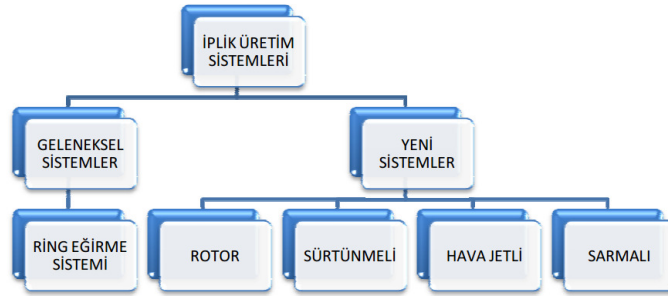 İPLİK ÜRETİM
SİSTEMLERİ
GELENEKSEL
SİSTEMLER
YENİ
SİSTEMLER
RİNG EĞİRME
SİSTEMİ
ROTOR
SÜRTÜNMELİ
HAVA JETLİ
SARMALI